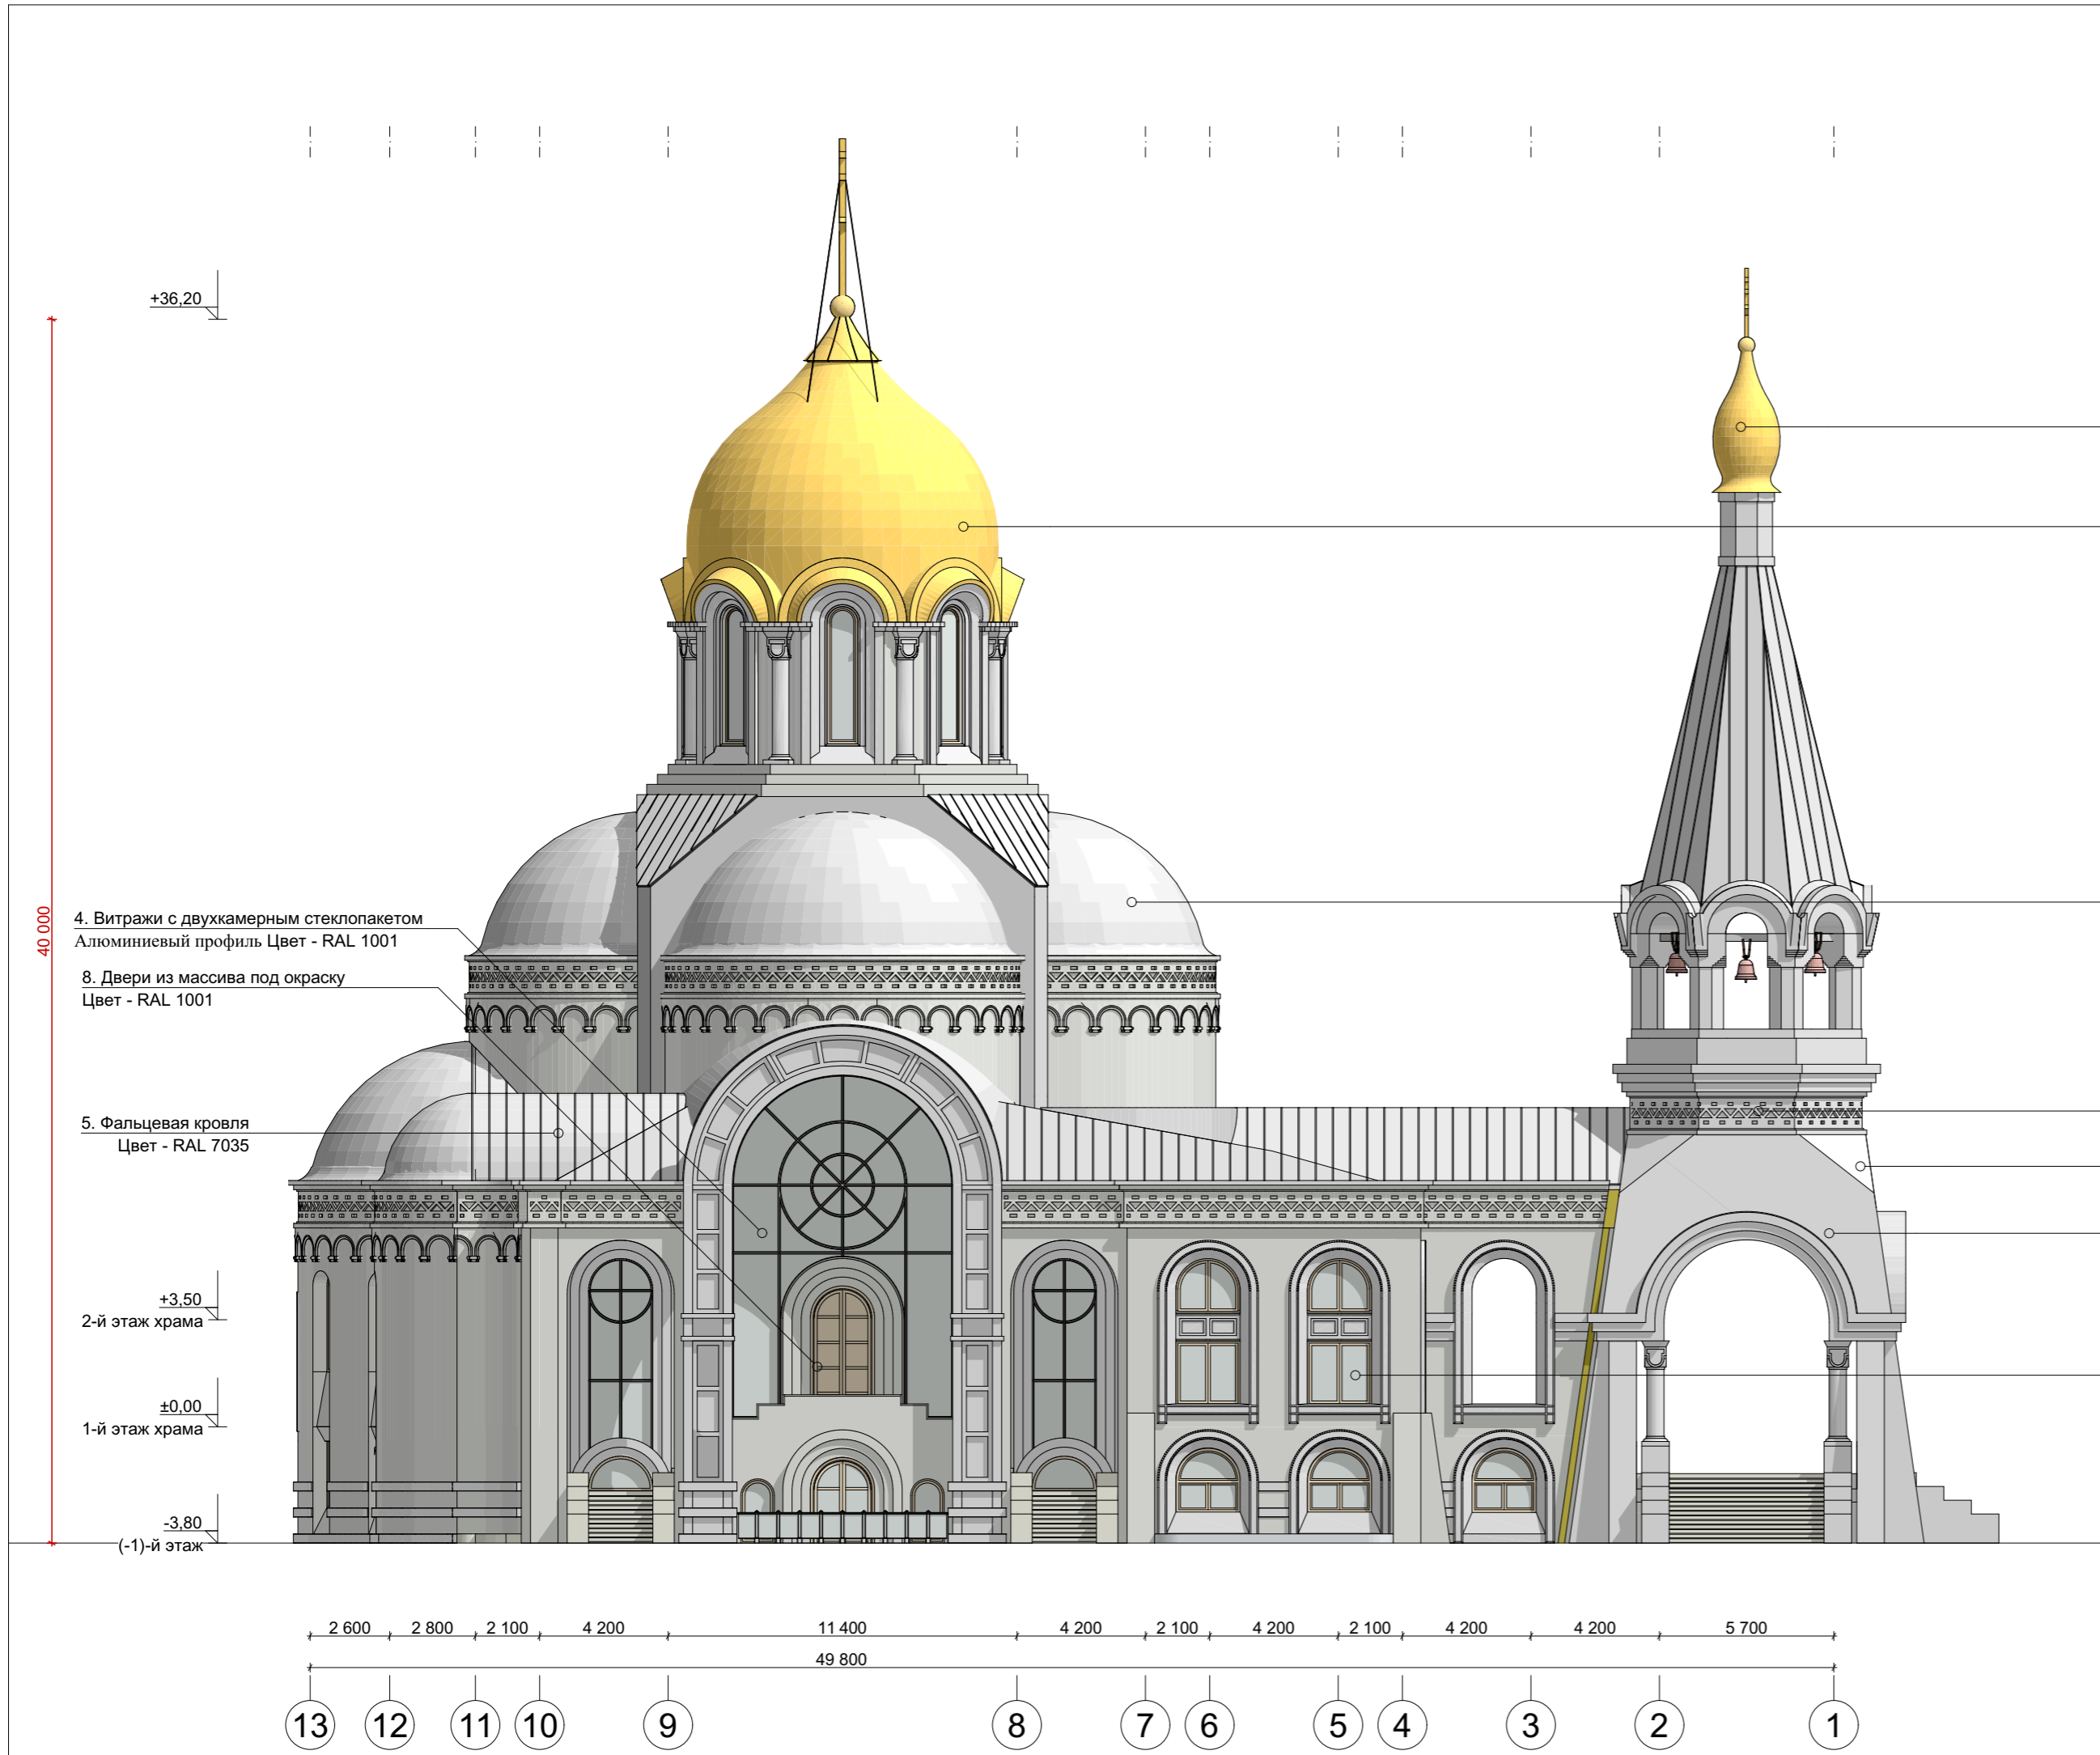 +36,20
40 000
4. Витражи с двухкамерным стеклопакетом
Алюминиевый профиль Цвет - RAL 1001
8. Двери из массива под окраску
Цвет - RAL 1001
5. Фальцевая кровля
Цвет - RAL 7035
+3,50
2-й этаж храма
±0,00
1-й этаж храма
-3,80
(-1)-й этаж
2 600 2 800 2 100 4 200 11 400 4 200 2 100 4 200 2 100 4 200 4 200 5 700
49 800
13 12 11 10 9 8 7 6 5 4 3 2 1